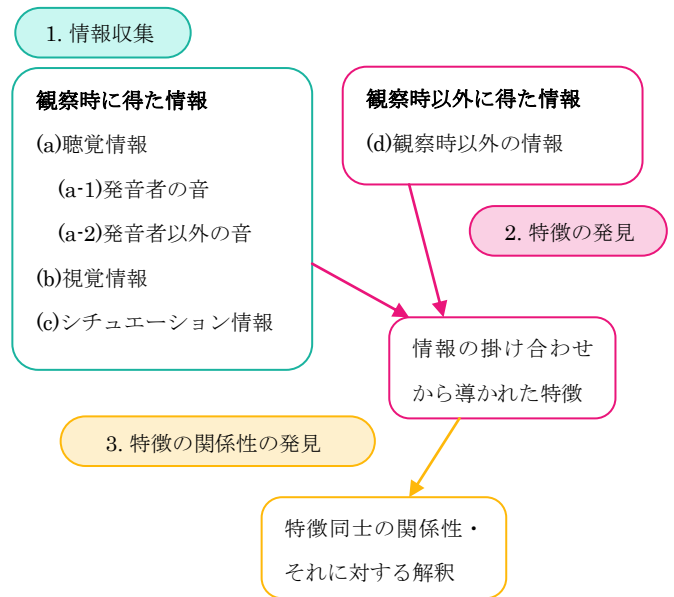 1. 情報収集
観察時に得た情報
(a)聴覚情報
(a-1)発音者の音
(a-2)発音者以外の音
(b)視覚情報
(c)シチュエーション情報
観察時以外に得た情報
(d)観察時以外の情報
2. 特徴の発見
情報の掛け合わせ
から導かれた特徴
3. 特徴の関係性の発見
特徴同士の関係性・
それに対する解釈